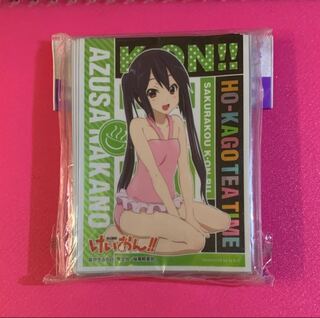 K-ON!!
AZUSA NAKANO
HO-KAGO TEA TIME
SAKURAKOU K-ON BU!
けいおん!!